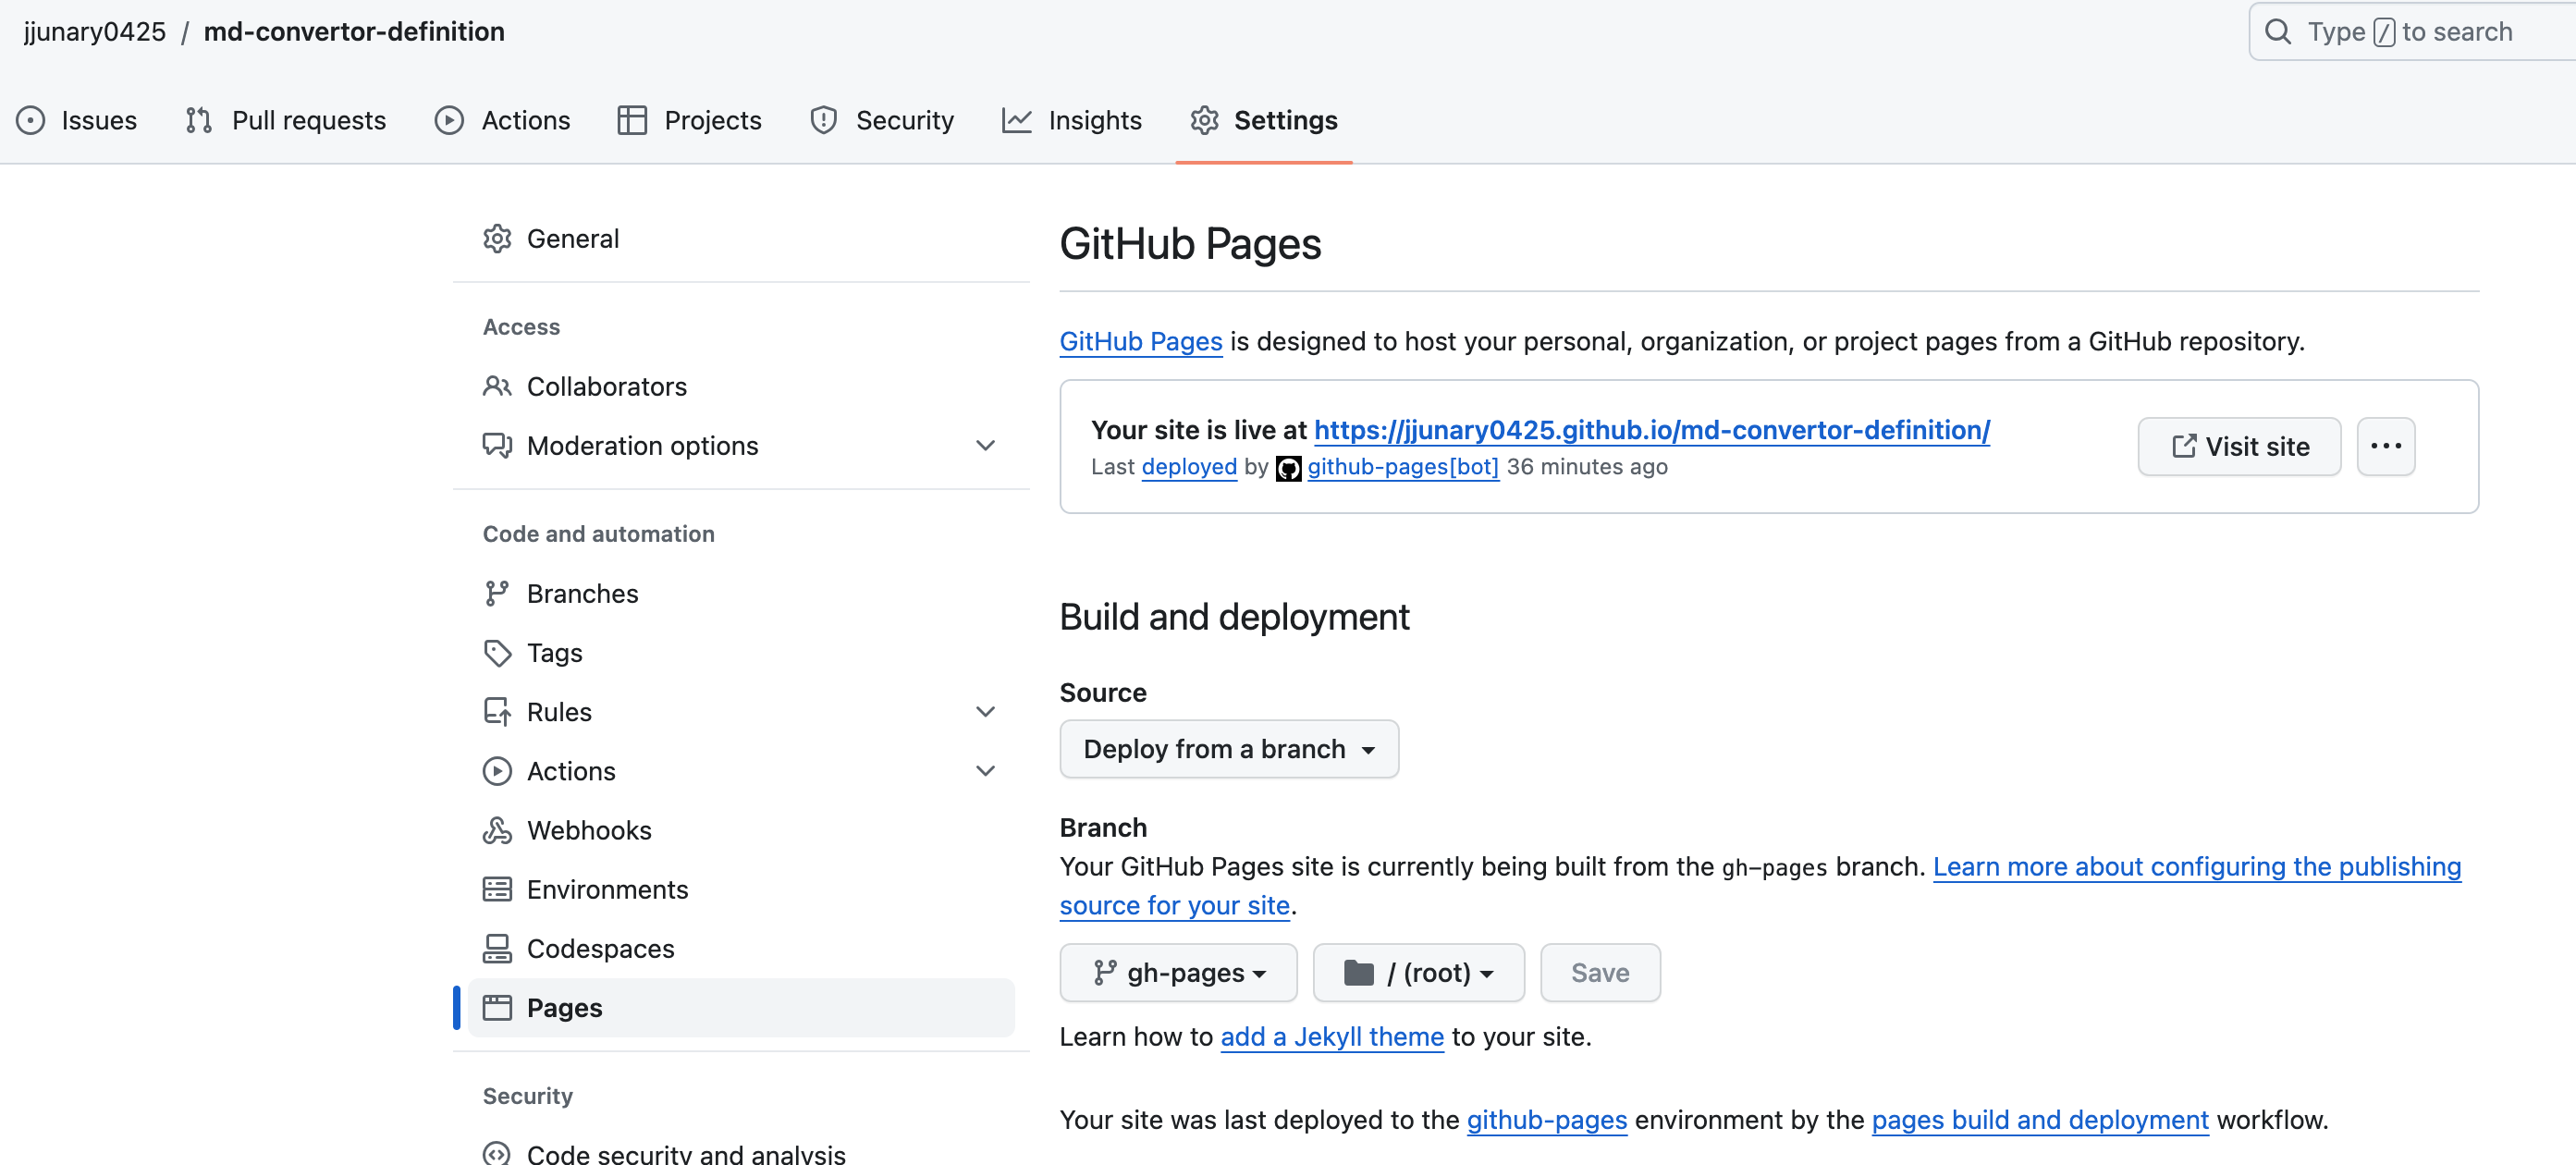 jjunary0425 / md-convertor-definition
Type / to search
Issues
Pull requests
Actions
Projects
Security
Insights
Settings
General
Access
Collaborators
Moderation options
Code and automation
Branches
Tags
Rules
Actions
Webhooks
Environments
Codespaces
Pages
Security
Code security and analysis
GitHub Pages
GitHub Pages is designed to host your personal, organization, or project pages from a GitHub repository.
Your site is live at https://jjunary0425.github.io/md-convertor-definition/
Last deployed by github-pages[bot] 36 minutes ago
Visit site
Build and deployment
Source
Deploy from a branch
Branch
Your GitHub Pages site is currently being built from the gh-pages branch. Learn more about configuring the publishing
source for your site.
gh-pages
/ (root)
Save
Learn how to add a Jekyll theme to your site.
Your site was last deployed to the github-pages environment by the pages build and deployment workflow.